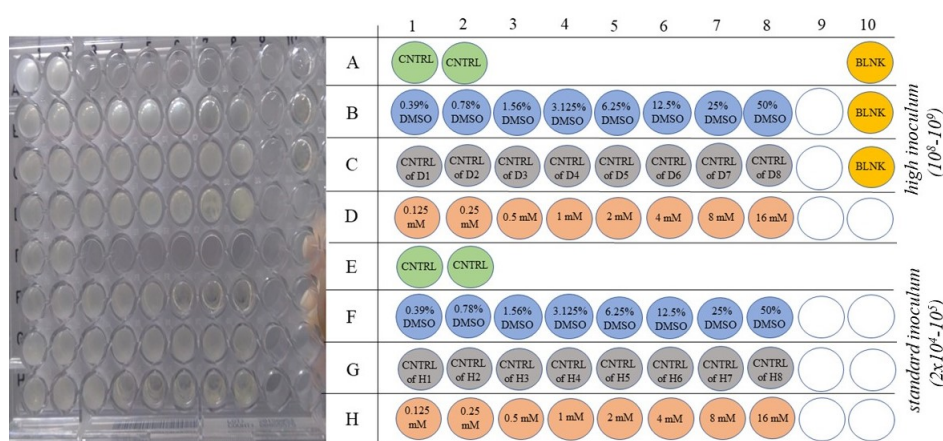 1 2 3 4 5 6 7 8 9 10
A CNTRL CNTRL BLNK
B 0.39% DMSO 0.78% DMSO 1.56% DMSO 3.125% DMSO 6.25% DMSO 12.5% DMSO 25% DMSO 50% DMSO BLNK
C CNTRL of D1 CNTRL of D2 CNTRL of D3 CNTRL of D4 CNTRL of D5 CNTRL of D6 CNTRL of D7 CNTRL of D8 BLNK
D 0.125 mM 0.25 mM 0.5 mM 1 mM 2 mM 4 mM 8 mM 16 mM
high inoculum
(10⁸-10⁹)
E CNTRL CNTRL
F 0.39% DMSO 0.78% DMSO 1.56% DMSO 3.125% DMSO 6.25% DMSO 12.5% DMSO 25% DMSO 50% DMSO
G CNTRL of H1 CNTRL of H2 CNTRL of H3 CNTRL of H4 CNTRL of H5 CNTRL of H6 CNTRL of H7 CNTRL of H8
H 0.125 mM 0.25 mM 0.5 mM 1 mM 2 mM 4 mM 8 mM 16 mM
standard inoculum
(2x10⁴-10⁵)